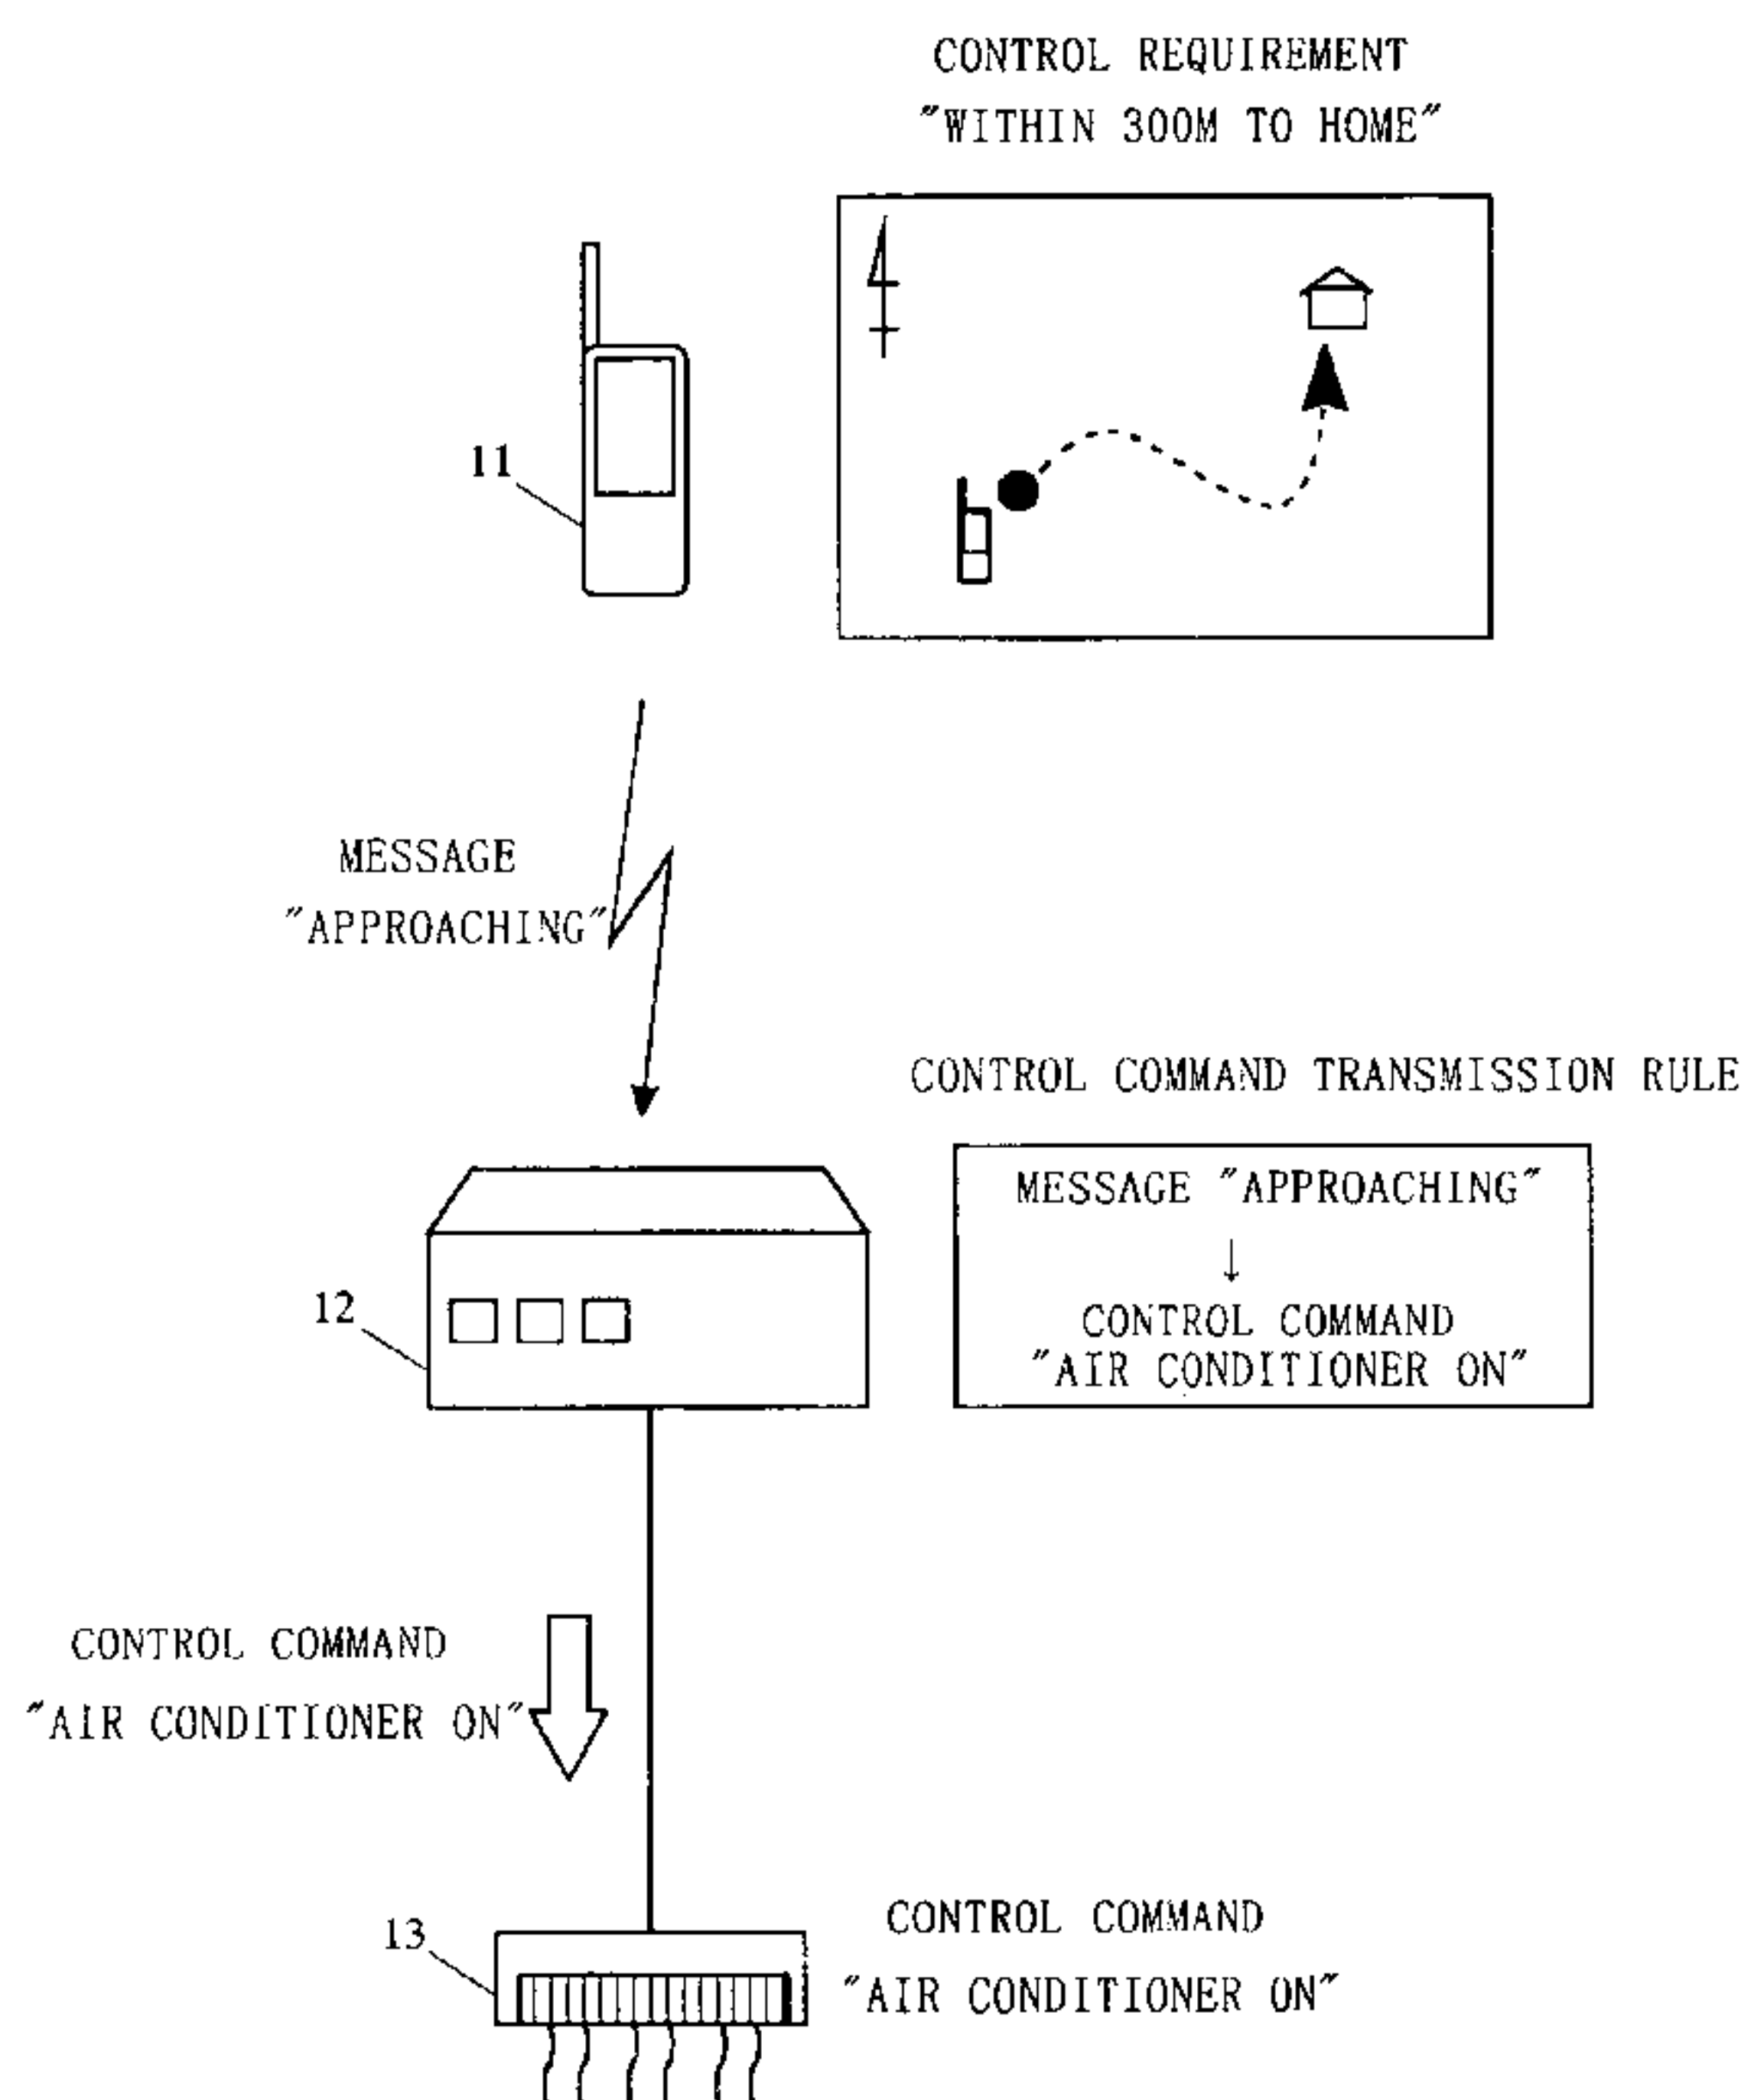 CONTROL REQUIREMENT
"WITHIN 300M TO HOME"
11
MESSAGE
"APPROACHING"
CONTROL COMMAND TRANSMISSION RULE
MESSAGE "APPROACHING"
↓
CONTROL COMMAND
"AIR CONDITIONER ON"
12
CONTROL COMMAND
"AIR CONDITIONER ON"
13
CONTROL COMMAND
"AIR CONDITIONER ON"